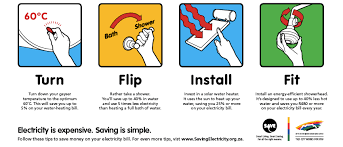 60°C
Bath
Shower
Turn
Flip
Install
Fit
Turn down your geyser
temperature to the optimum
60°C. This will save you up to
5% on your water-heating bill.
Rather take a shower.
You'll save up to 40% in water
and use 5 times less electricity
than heating a full bath of water.
Invest in a solar water heater.
It uses the sun to heat up your
water, saving you 25% or more
on your electricity bill.
Install an energy-efficient showerhead.
It's designed to use up to 40% less hot
water and saves you R480 or more
on your electricity bill every year.
Electricity is expensive. Saving is simple.
Follow these tips to save money on your electricity bill. For even more tips, visit www.SavingElectricity.org.za.
save